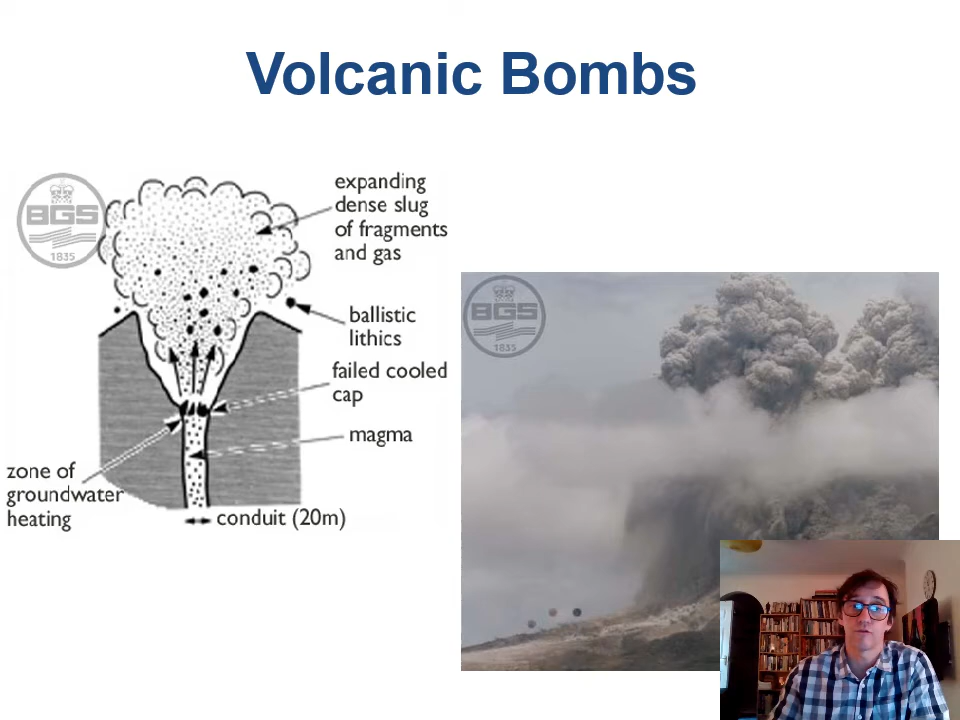 Volcanic Bombs
BGS
1835
expanding
dense slug
of fragments
and gas
ballistic
lithics
failed cooled
cap
magma
zone of
groundwater
heating
conduit (20m)
BGS
1835